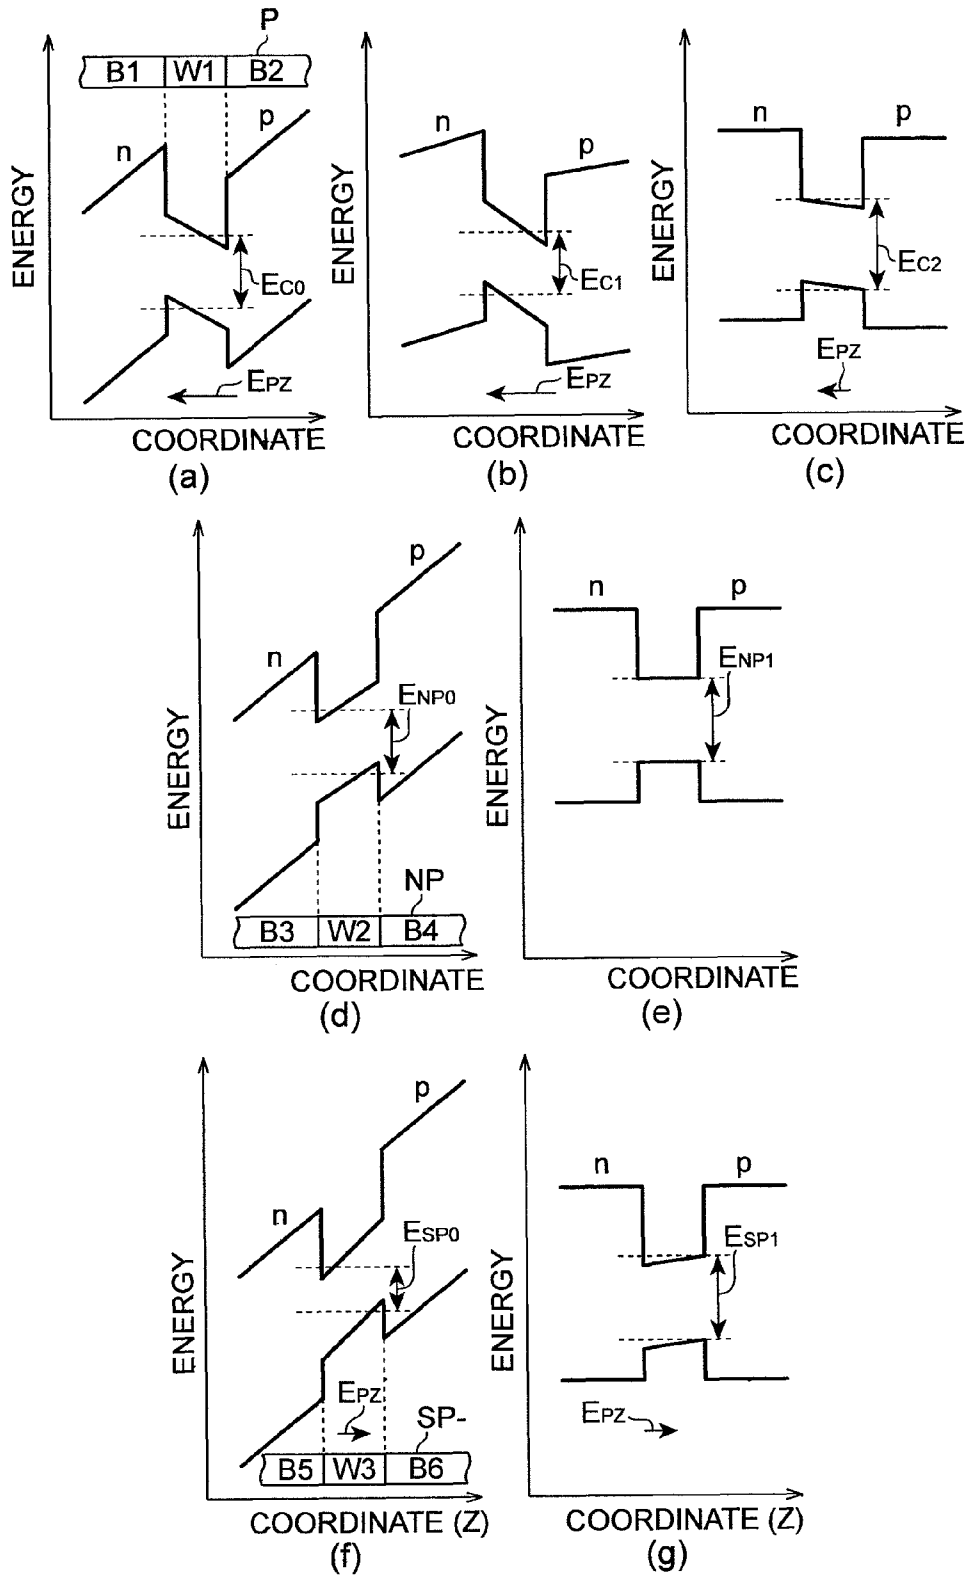 P
B1 W1 B2
n
p
ENERGY
EC0
EPZ
COORDINATE
(a)
n
p
ENERGY
EC1
EPZ
COORDINATE
(b)
n
p
ENERGY
EC2
EPZ
COORDINATE
(c)
p
n
ENP0
ENERGY
NP
B3 W2 B4
COORDINATE
(d)
n
p
ENP1
ENERGY
COORDINATE
(e)
p
n
ESP0
ENERGY
EPZ
SP-
B5 W3 B6
COORDINATE (Z)
(f)
n
p
ESP1
ENERGY
EPZ
COORDINATE (Z)
(g)